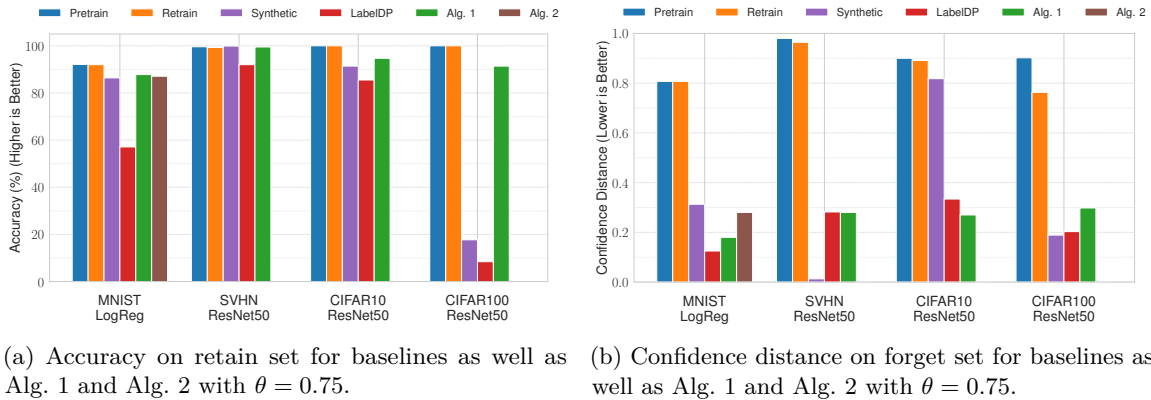 Pretrain Retrain Synthetic LabelDP Alg. 1 Alg. 2
Accuracy (%) (Higher is Better)
100
80
60
40
20
0
MNIST SVHN CIFAR10 CIFAR100
LogReg ResNet50 ResNet50 ResNet50
(a) Accuracy on retain set for baselines as well as
Alg. 1 and Alg. 2 with θ = 0.75.
Pretrain Retrain Synthetic LabelDP Alg. 1 Alg. 2
Confidence Distance (Lower is Better)
1.0
0.8
0.6
0.4
0.2
0.0
MNIST SVHN CIFAR10 CIFAR100
LogReg ResNet50 ResNet50 ResNet50
(b) Confidence distance on forget set for baselines as
well as Alg. 1 and Alg. 2 with θ = 0.75.